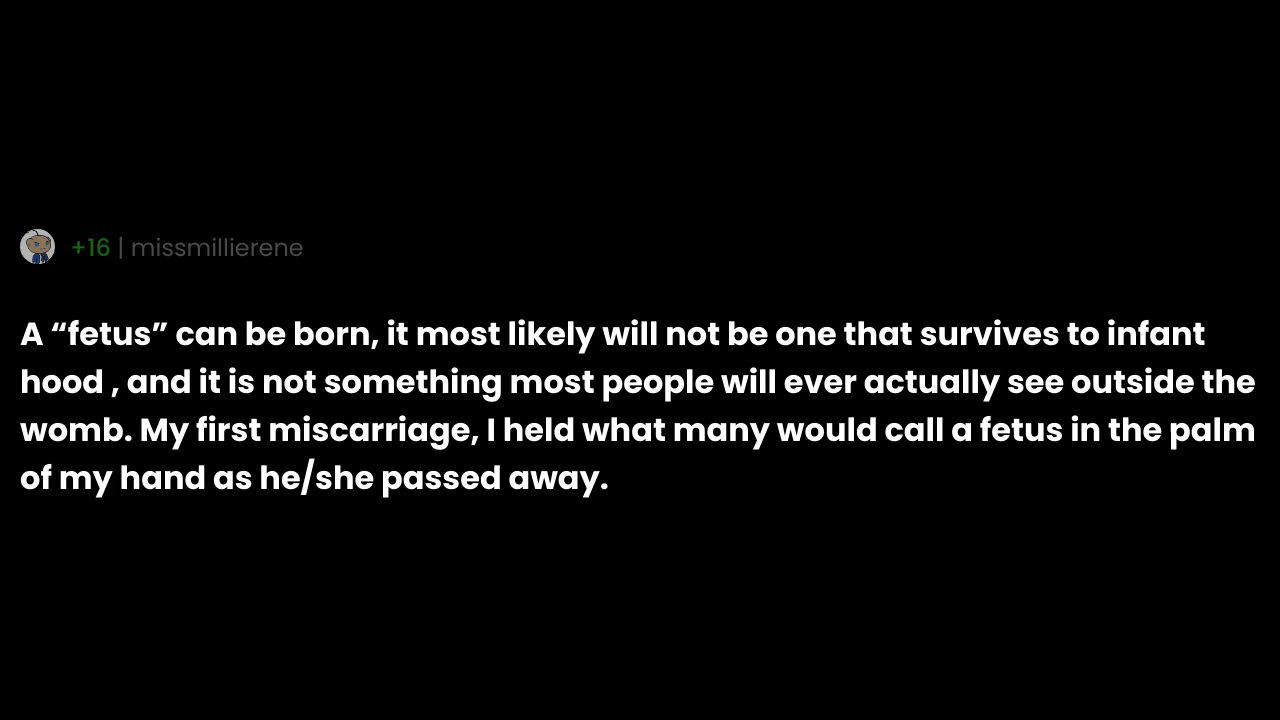 +16 | missmillierene
A “fetus” can be born, it most likely will not be one that survives to infant
hood , and it is not something most people will ever actually see outside the
womb. My first miscarriage, I held what many would call a fetus in the palm
of my hand as he/she passed away.